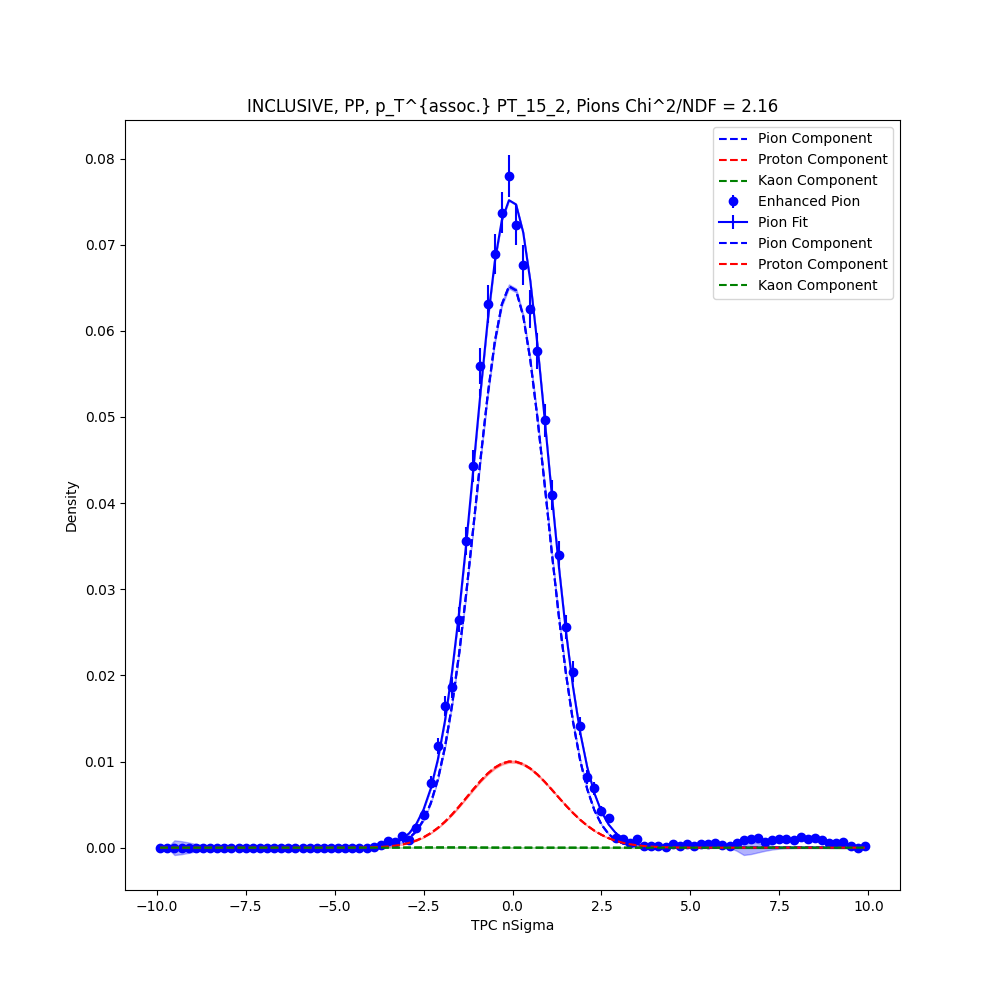 INCLUSIVE, PP, p_T^{assoc.} PT_15_2, Pions Chi^2/NDF = 2.16
Pion Component
Proton Component
Kaon Component
Enhanced Pion
Pion Fit
Pion Component
Proton Component
Kaon Component
0.08
0.07
0.06
0.05
0.04
0.03
0.02
0.01
0.00
Density
−10.0 −7.5 −5.0 −2.5 0.0 2.5 5.0 7.5 10.0
TPC nSigma